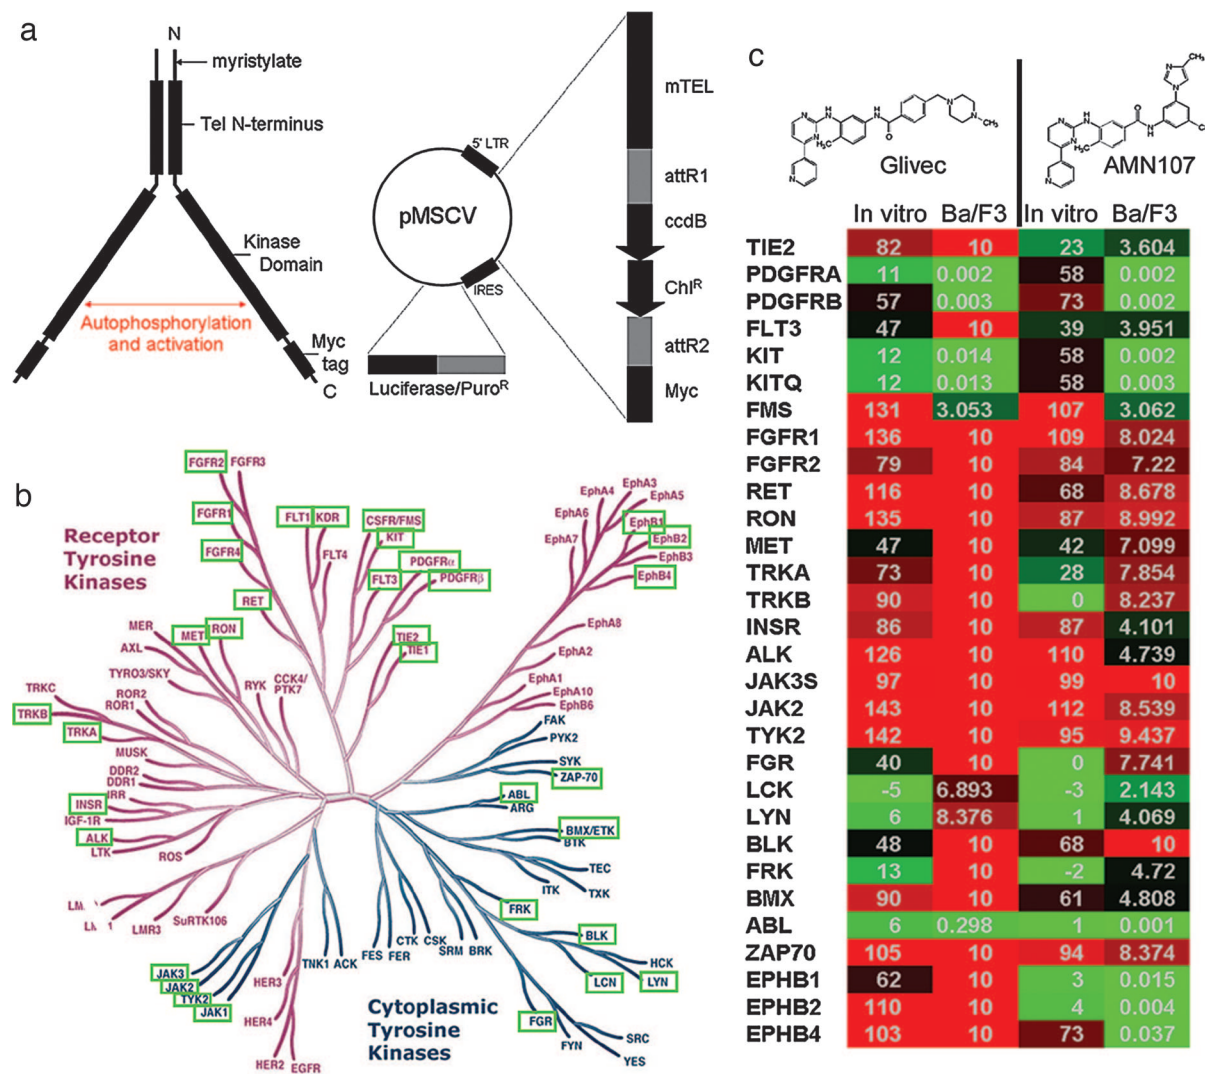 a
N
myristylate
Tel N-terminus
Kinase
Domain
Autophosphorylation
and activation
Myc
tag
C
5' LTR
pMSCV
IRES
Luciferase/Puro^R
mTEL
attR1
ccdB
Chl^R
attR2
Myc
b
Receptor
Tyrosine
Kinases
FGFR2
FGFR3
FGFR1
FGFR4
RET
FLT1
KDR
FLT4
CSFR/FMS
KIT
FLT3
PDGFRα
PDGFRβ
TIE2
TIE1
EphA4
EphA3
EphA5
EphA6
EphA7
EphB1
EphB2
EphB3
EphB4
EphA8
EphA2
EphA1
EphA10
EphB6
MER
AXL
MET
RON
TYRO3/SKY
RYK
CCK4/
PTK7
TRKC
TRKB
TRKA
ROR2
ROR1
MUSK
DDR2
DDR1
IRR
INSR
IGF-1R
ALK
LTK
ROS
LMR3
SuRTK106
FAK
PYK2
SYK
ZAP-70
ABL
ARG
BMX/ETK
BTK
TEC
TXK
ITK
FRK
BLK
HCK
LCN
LYN
FGR
SRC
FYN
YES
TNK1
ACK
FES
FER
CTK
CSK
SRM
BRK
JAK3
JAK2
TYK2
JAK1
HER3
HER4
HER2
EGFR
Cytoplasmic
Tyrosine
Kinases
c
N
N
N
N
H
N
H
O
N
N
CH₃
H₃C
Glivec
N
N
N
N
H
O
N
H
N
N
CH₃
H₃C
AMN107
In vitro Ba/F3 In vitro Ba/F3
TIE2 82 10 23 3.604
PDGFRA 11 0.002 58 0.002
PDGFRB 57 0.003 73 0.002
FLT3 47 10 39 3.951
KIT 12 0.014 58 0.002
KITQ 12 0.013 58 0.003
FMS 131 3.053 107 3.062
FGFR1 136 10 109 8.024
FGFR2 79 10 84 7.22
RET 116 10 68 8.678
RON 135 10 87 8.992
MET 47 10 42 7.099
TRKA 73 10 28 7.854
TRKB 90 10 0 8.237
INSR 86 10 87 4.101
ALK 126 10 110 4.739
JAK3S 97 10 99 10
JAK2 143 10 112 8.539
TYK2 142 10 95 9.437
FGR 40 10 0 7.741
LCK -5 6.893 -3 2.143
LYN 6 8.376 1 4.069
BLK 48 10 68 10
FRK 13 10 -2 4.72
BMX 90 10 61 4.808
ABL 6 0.298 1 0.001
ZAP70 105 10 94 8.374
EPHB1 62 10 3 0.015
EPHB2 110 10 4 0.004
EPHB4 103 10 73 0.037